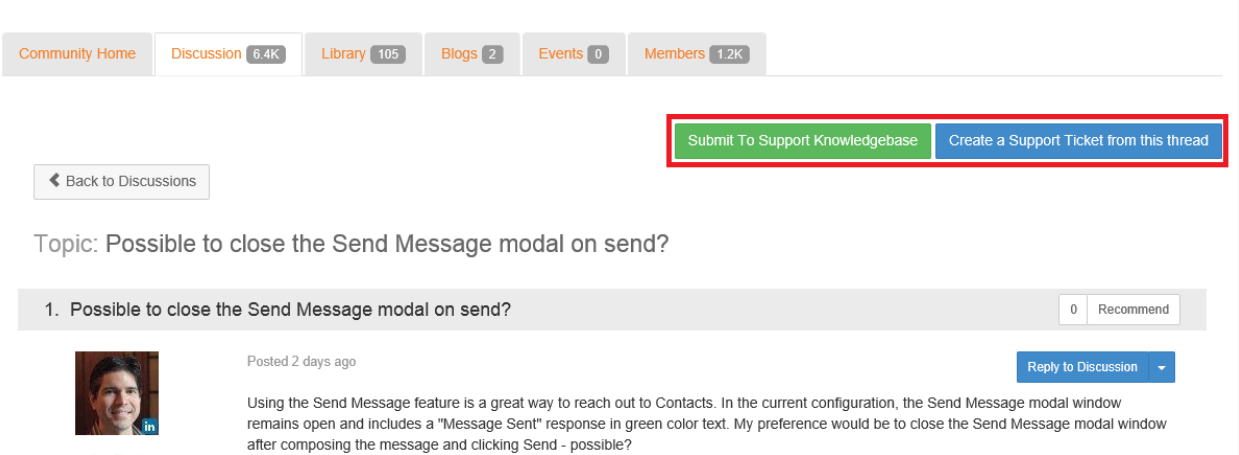 Community Home Discussion 6.4K Library 105 Blogs 2 Events 0 Members 1.2K
Submit To Support Knowledgebase Create a Support Ticket from this thread
Back to Discussions
Topic: Possible to close the Send Message modal on send?
1. Possible to close the Send Message modal on send?
0 Recommend
Posted 2 days ago
Reply to Discussion
Using the Send Message feature is a great way to reach out to Contacts. In the current configuration, the Send Message modal window
remains open and includes a "Message Sent" response in green color text. My preference would be to close the Send Message modal window
after composing the message and clicking Send - possible?
in